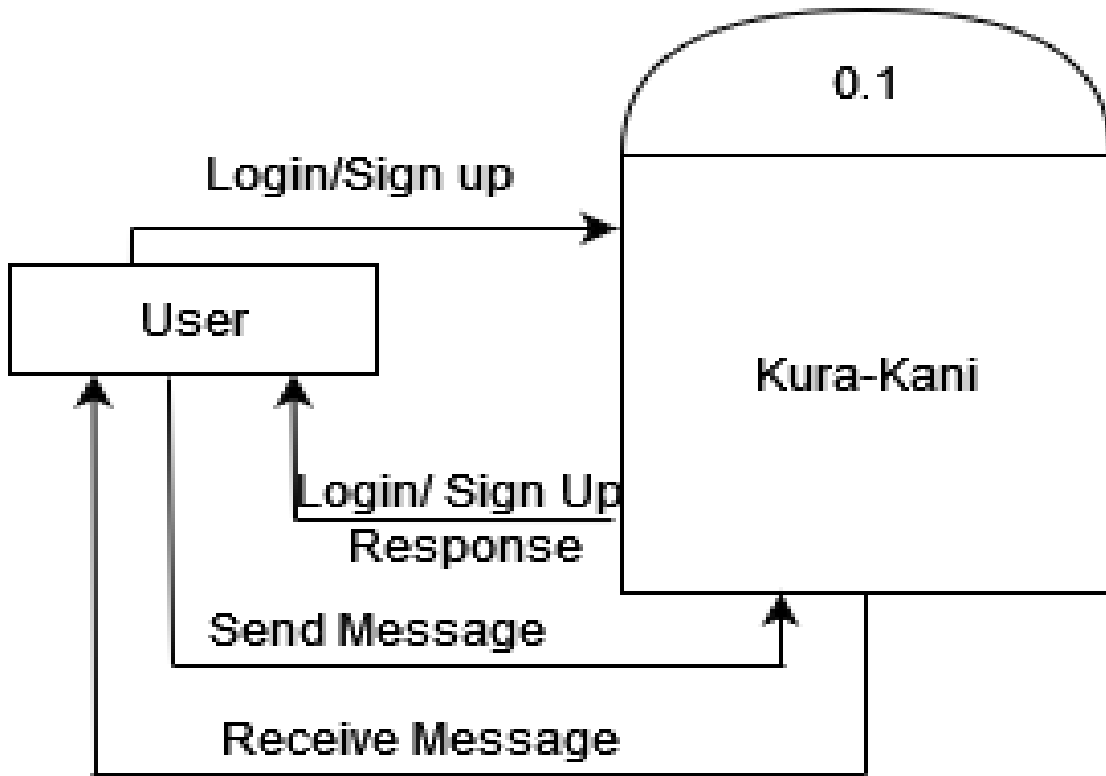 0.1
Login/Sign up
User
Kura-Kani
Login/ Sign Up
Response
Send Message
Receive Message